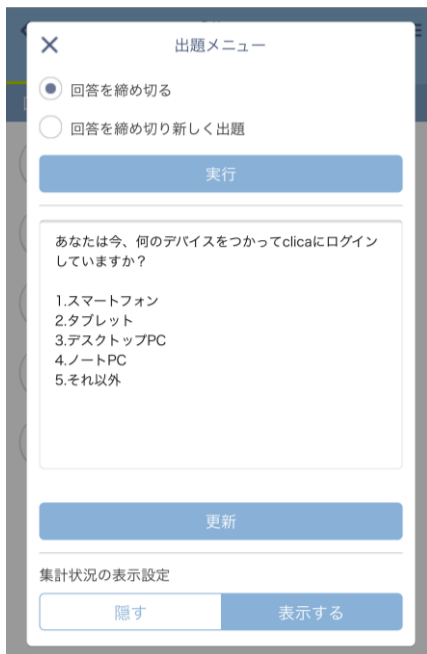 出題メニュー
回答を締め切る
回答を締め切り新しく出題
実行
あなたは今、何のデバイスをつかってclicaにログイン
していますか？
1.スマートフォン
2.タブレット
3.デスクトップPC
4.ノートPC
5.それ以外
更新
集計状況の表示設定
隠す 表示する